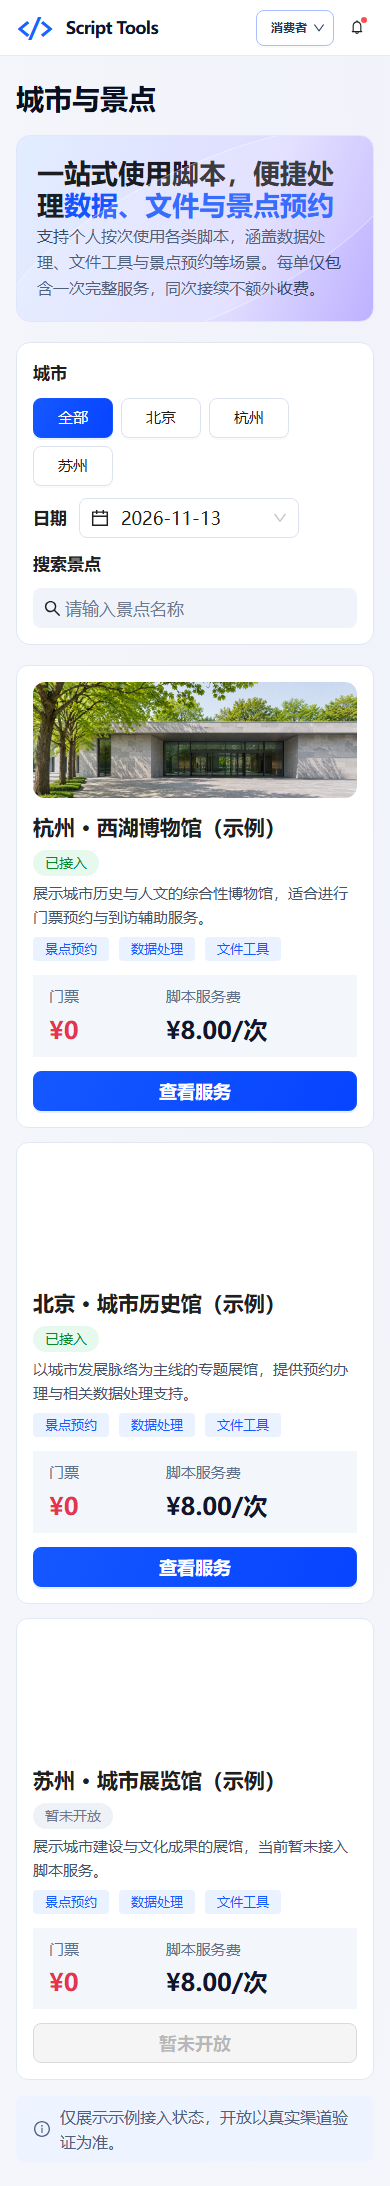 </> Script Tools
消费者
城市与景点
一站式使用脚本，便捷处
理数据、文件与景点预约
支持个人按次使用各类脚本，涵盖数据处
理、文件工具与景点预约等场景。每单仅包
含一次完整服务，同次接续不额外收费。
城市
全部 北京 杭州
苏州
日期 2026-11-13
搜索景点
请输入景点名称
杭州・西湖博物馆（示例）
已接入
展示城市历史与人文的综合性博物馆，适合进行
门票预约与到访辅助服务。
景点预约 数据处理 文件工具
门票 脚本服务费
¥0 ¥8.00/次
查看服务
北京・城市历史馆（示例）
已接入
以城市发展脉络为主线的专题展馆，提供预约办
理与相关数据处理支持。
景点预约 数据处理 文件工具
门票 脚本服务费
¥0 ¥8.00/次
查看服务
苏州・城市展览馆（示例）
暂未开放
展示城市建设与文化成果的展馆，当前暂未接入
脚本服务。
景点预约 数据处理 文件工具
门票 脚本服务费
¥0 ¥8.00/次
暂未开放
仅展示示例接入状态，开放以真实渠道验
证为准。